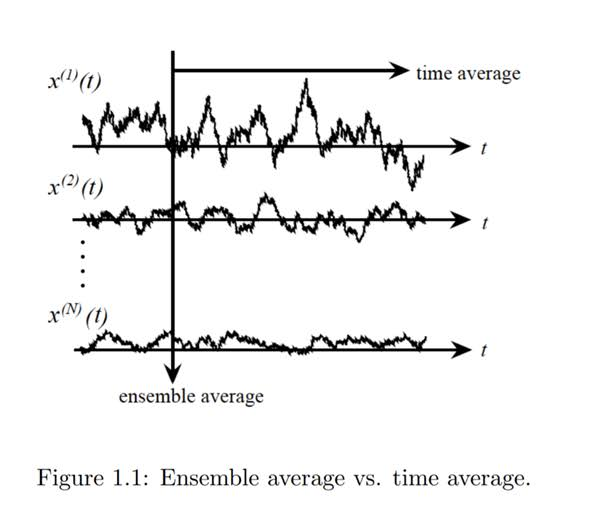 x^(1)(t)
time average
t
x^(2)(t)
t
x^(N)(t)
t
ensemble average
Figure 1.1: Ensemble average vs. time average.